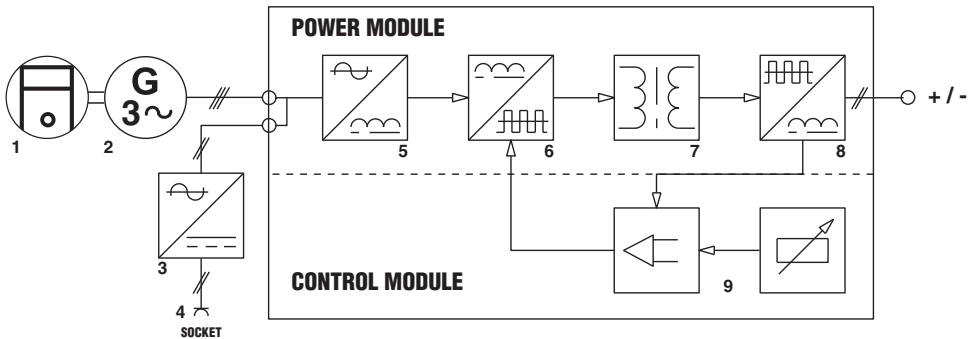 POWER MODULE
G
3~
+ / -
1
2
5
6
7
8
3
CONTROL MODULE
9
4
SOCKET